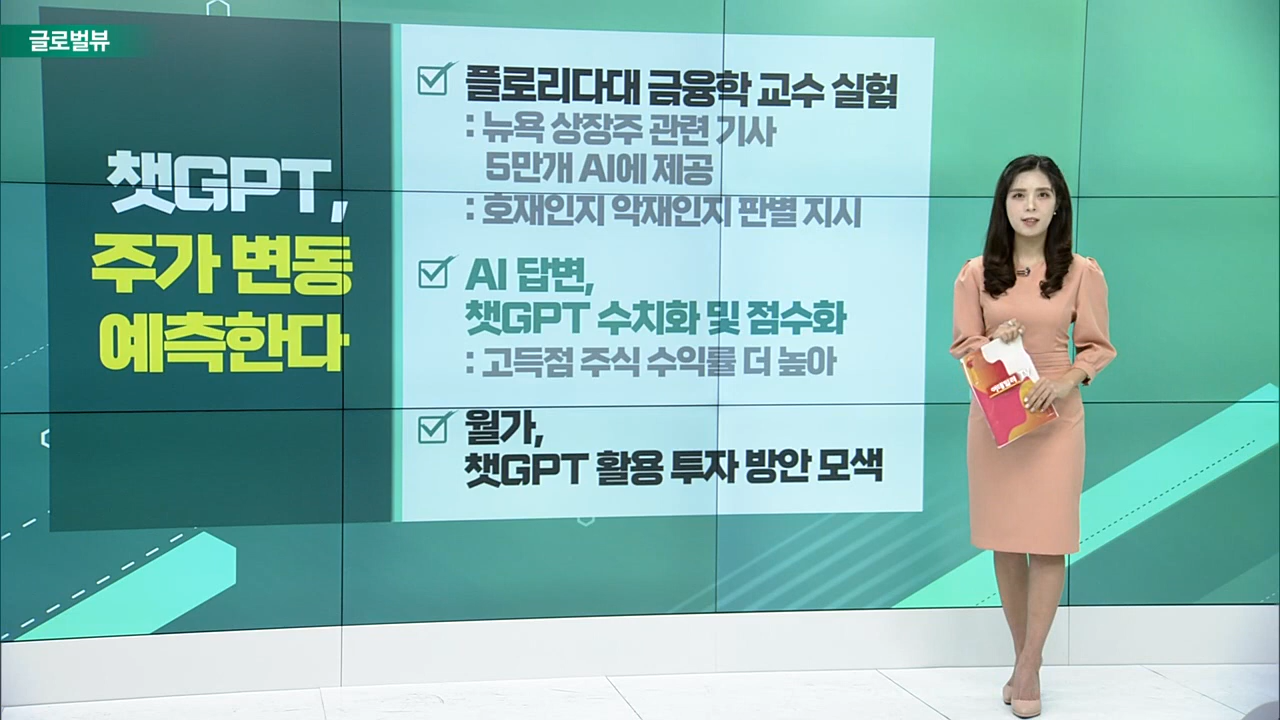 글로벌뷰
챗GPT,
주가 변동
예측한다
플로리다대 금융학 교수 실험
: 뉴욕 상장주 관련 기사
5만개 AI에 제공
: 호재인지 악재인지 판별 지시
AI 답변,
챗GPT 수치화 및 점수화
: 고득점 주식 수익률 더 높아
월가,
챗GPT 활용 투자 방안 모색